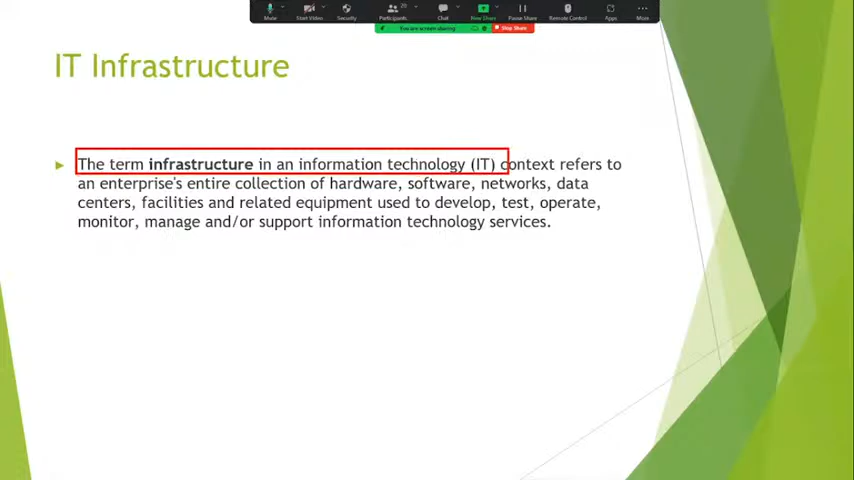 Mute
Start Video
Security
Participants
20
Chat
New Share
Pause Share
Remote Control
Apps
More
You are screen sharing
Stop Share
IT Infrastructure
The term infrastructure in an information technology (IT) context refers to
an enterprise's entire collection of hardware, software, networks, data
centers, facilities and related equipment used to develop, test, operate,
monitor, manage and/or support information technology services.